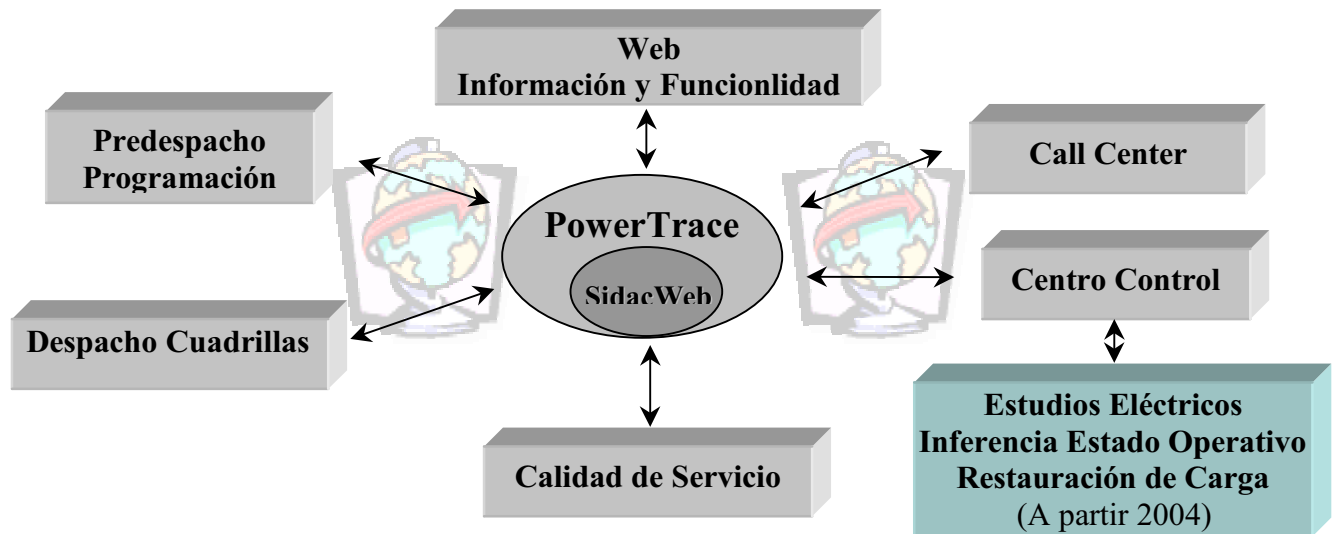 Web
Información y Funcionlidad
Predespacho
Programación
Call Center
PowerTrace
SidacWeb
Centro Control
Despacho Cuadrillas
Calidad de Servicio
Estudios Eléctricos
Inferencia Estado Operativo
Restauración de Carga
(A partir 2004)